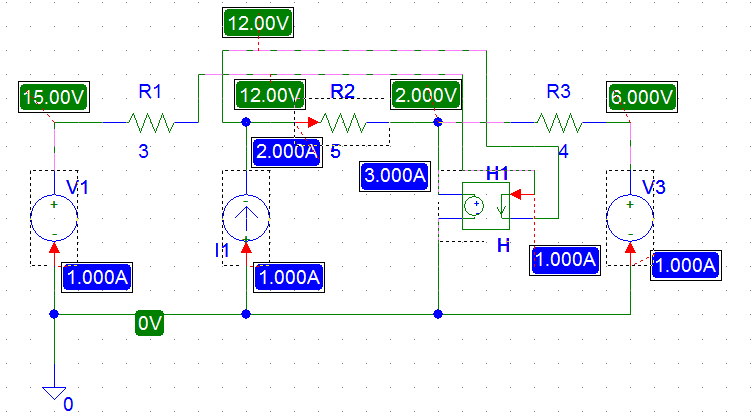 12.00V
15.00V
R1
12.00V
R2
2.000V
R3
6.000V
3
2.000A
5
4
3.000A
H1
V1
V3
+
-
+
+
-
+
-
I1
H
1.000A
1.000A
1.000A
1.000A
0V
0